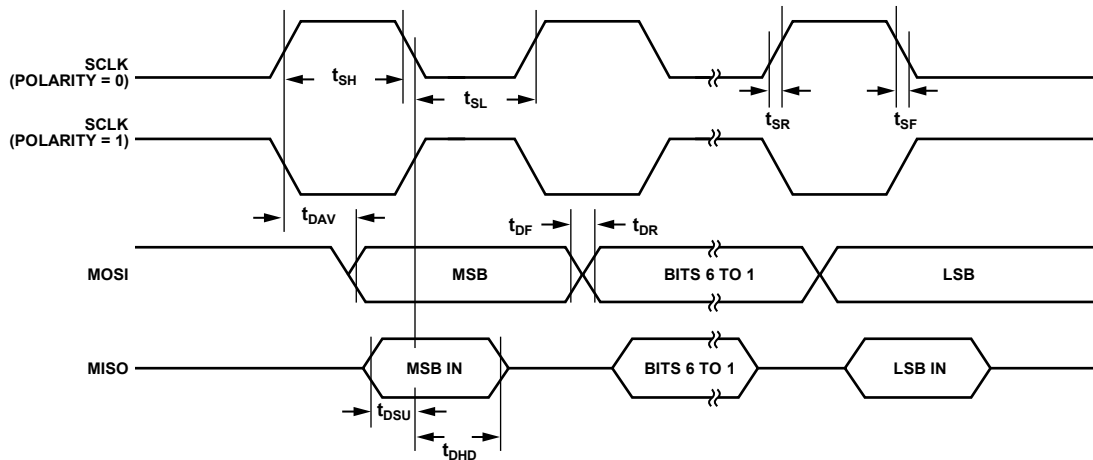 SCLK
(POLARITY = 0)
tSH
tSL
tSR
tSF
SCLK
(POLARITY = 1)
tDAV
tDF
tDR
MOSI
MSB
BITS 6 TO 1
LSB
MISO
MSB IN
BITS 6 TO 1
LSB IN
tDSU
tDHD